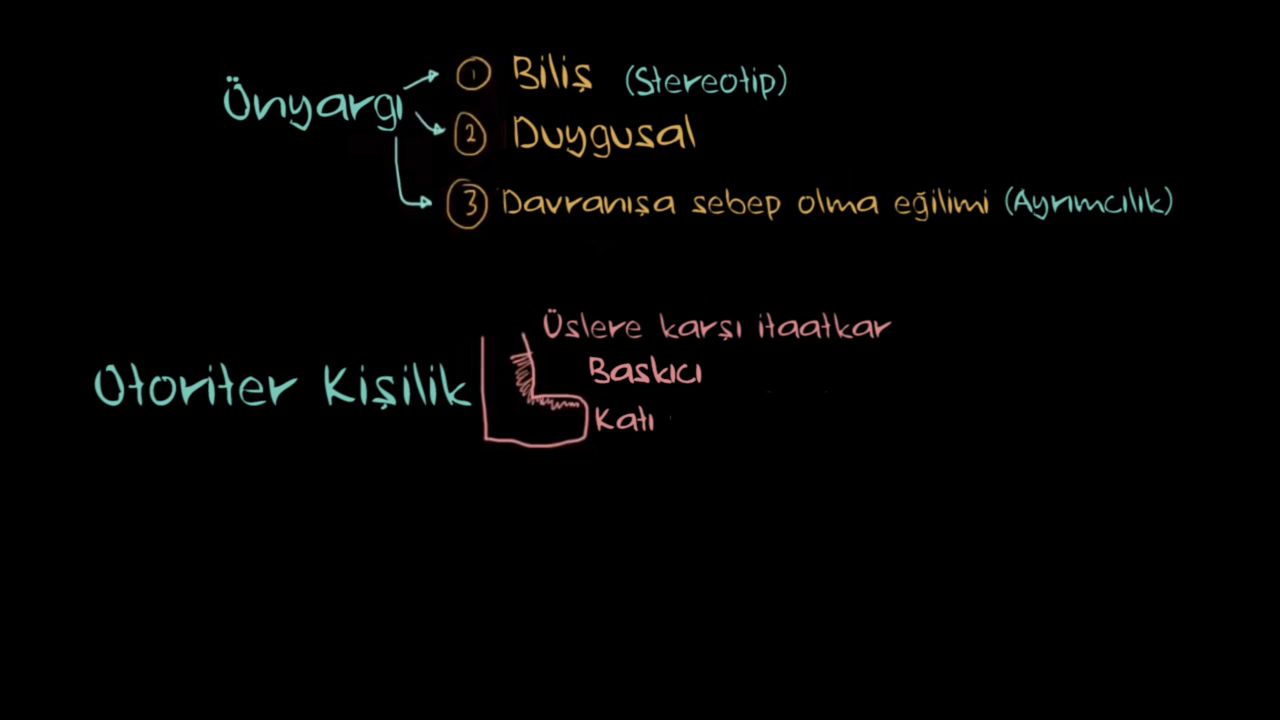 Önyargı
① Biliş (Stereotip)
② Duygusal
③ Davranışa sebep olma eğilimi (Ayrımcılık)
Otoriter Kişilik
Üslere karşı itaatkar
Baskıcı
Katı